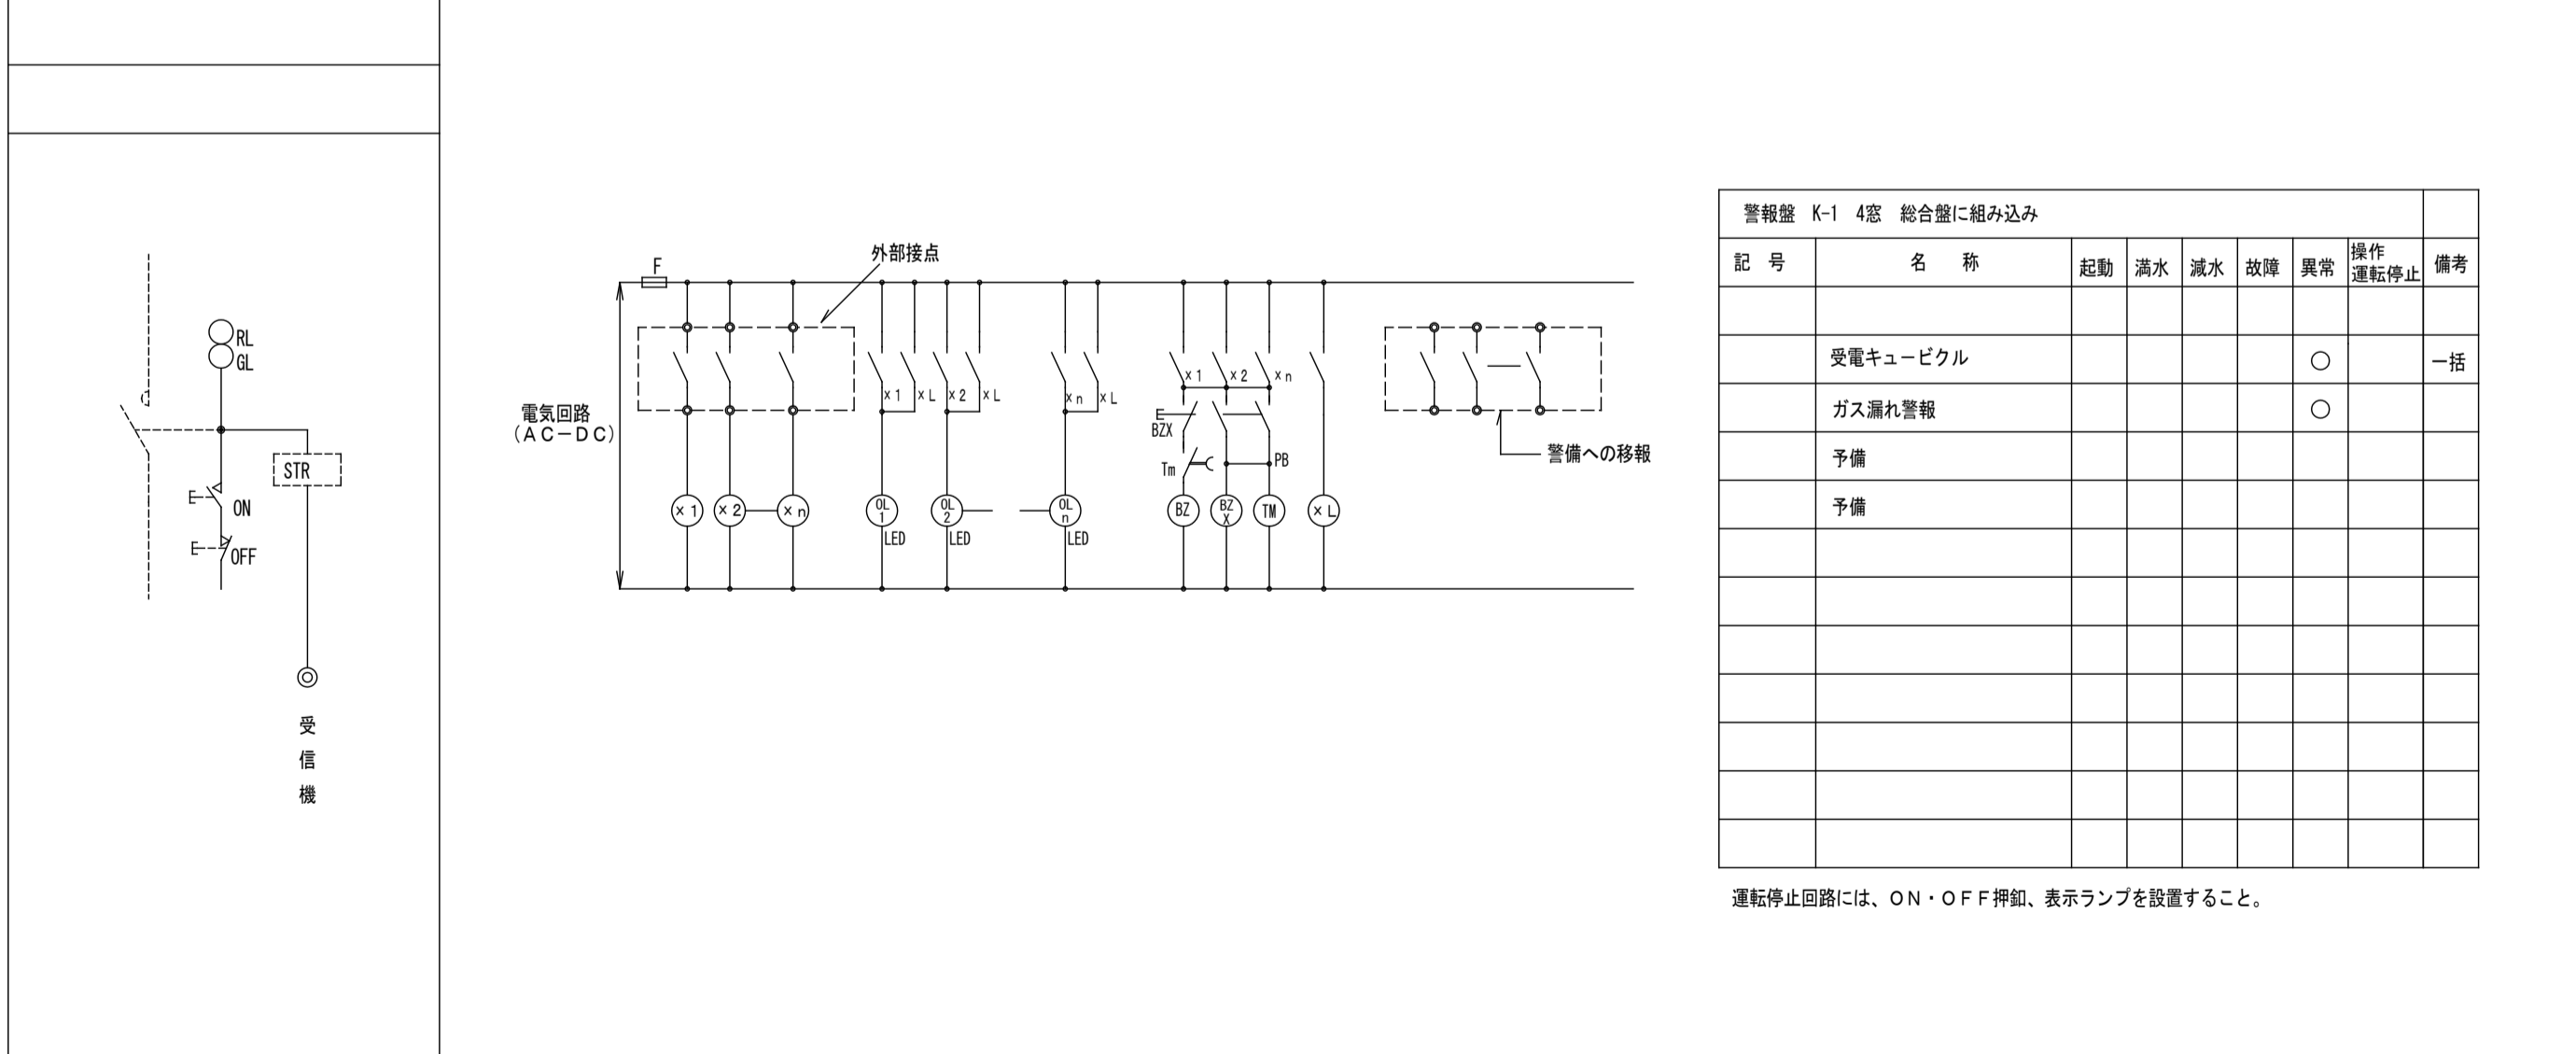 RL
GL
STR
ON
OFF
受
信
機
F
外部接点
電気回路
(AC-DC)
×1 ×L ×2 ×L ×n ×L
×1 ×2 ×n
E
BZX
Tm
PB
×1 ×2 ×n
OL 1
OL 2
OL n
BZ
BZ X
TM
×L
LED LED LED
警備への移報
警報盤 K-1 4窓 総合盤に組み込み
記 号 名 称 起動 満水 減水 故障 異常 操作 運転停止 備考
受電キュービクル ○ 一括
ガス漏れ警報 ○
予備
予備
運転停止回路には、ON・OFF押釦、表示ランプを設置すること。